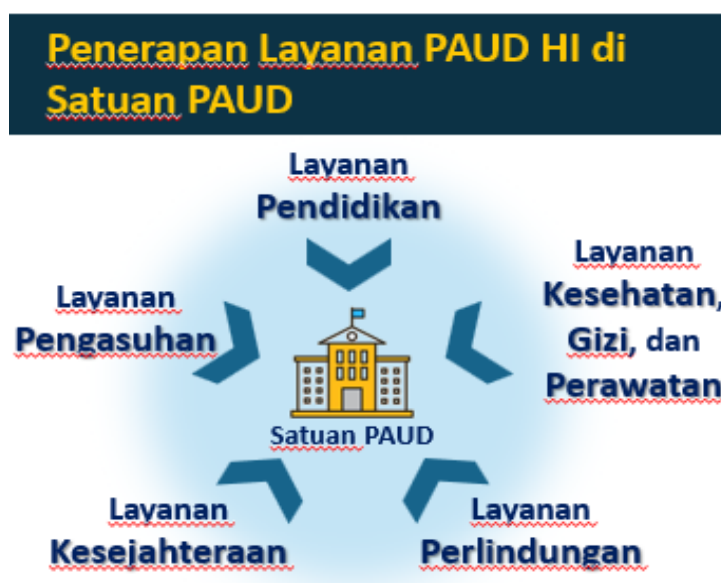 Penerapan Layanan PAUD HI di
Satuan PAUD
Layanan
Pendidikan
Layanan
Kesehatan,
Gizi, dan
Perawatan
Layanan
Pengasuhan
Satuan PAUD
Layanan
Kesejahteraan
Layanan
Perlindungan